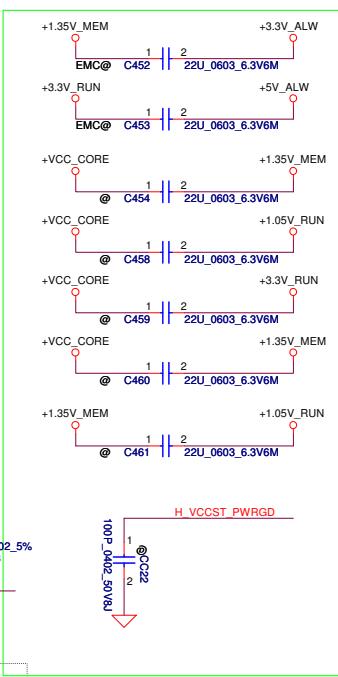 +1.35V_MEM +3.3V_ALW
1 2
EMC@ C452 22U_0603_6.3V6M
+3.3V_RUN +5V_ALW
1 2
EMC@ C453 22U_0603_6.3V6M
+VCC_CORE +1.35V_MEM
1 2
@ C454 22U_0603_6.3V6M
+VCC_CORE +1.05V_RUN
1 2
@ C458 22U_0603_6.3V6M
+VCC_CORE +3.3V_RUN
1 2
@ C459 22U_0603_6.3V6M
+VCC_CORE +1.35V_MEM
1 2
@ C460 22U_0603_6.3V6M
+1.35V_MEM +1.05V_RUN
1 2
@ C461 22U_0603_6.3V6M
H_VCCST_PWRGD
100P_0402_50V8J
1
2
@CC22
02_5%